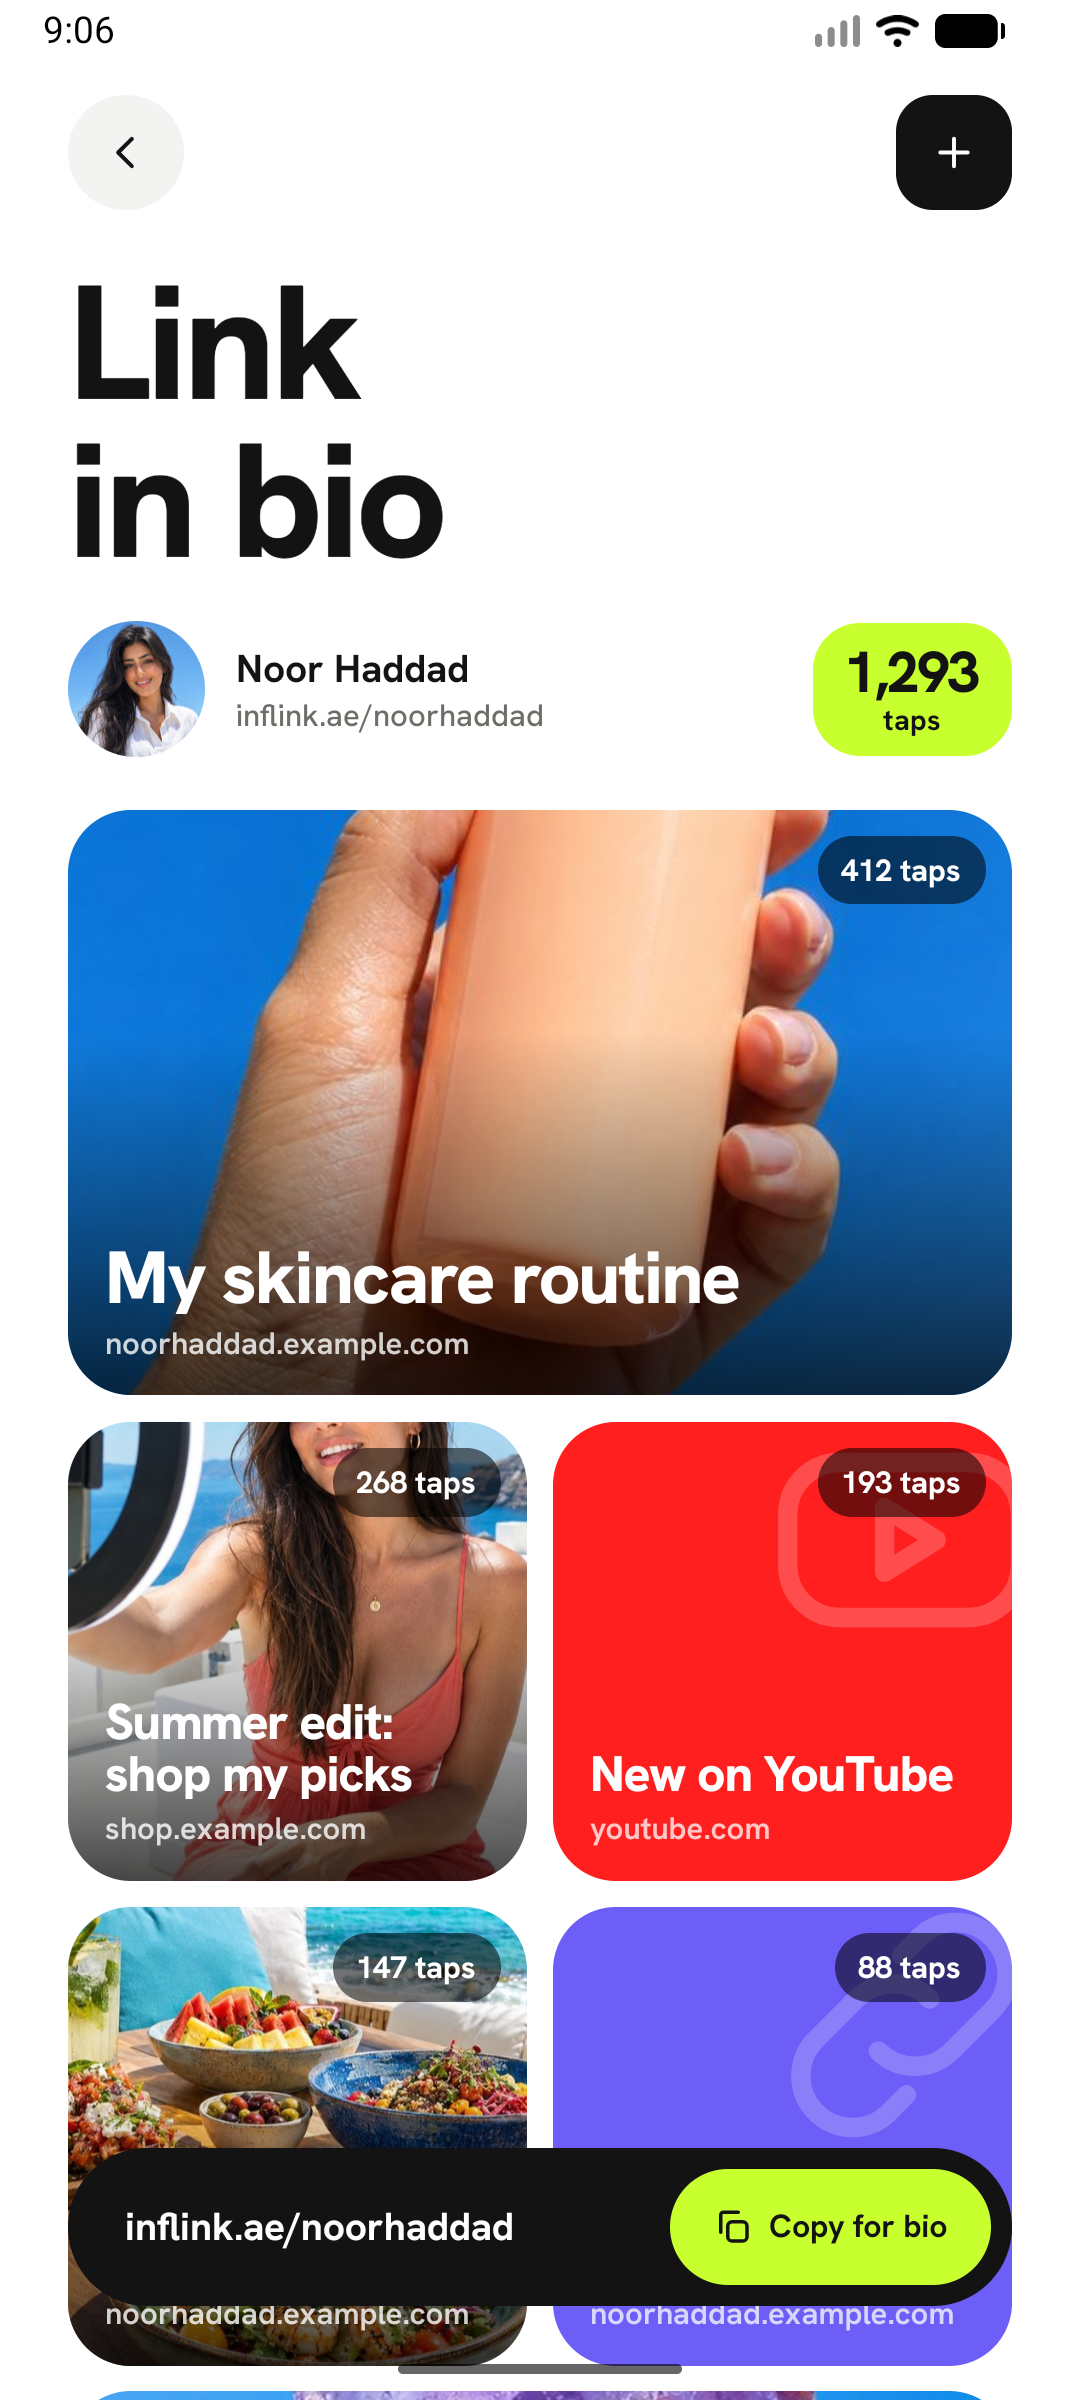 9:06
Link
in bio
Noor Haddad
inflink.ae/noorhaddad
1,293
taps
412 taps
My skincare routine
noorhaddad.example.com
268 taps
Summer edit:
shop my picks
shop.example.com
193 taps
New on YouTube
youtube.com
147 taps
88 taps
inflink.ae/noorhaddad
Copy for bio
noorhaddad.example.com
noorhaddad.example.com